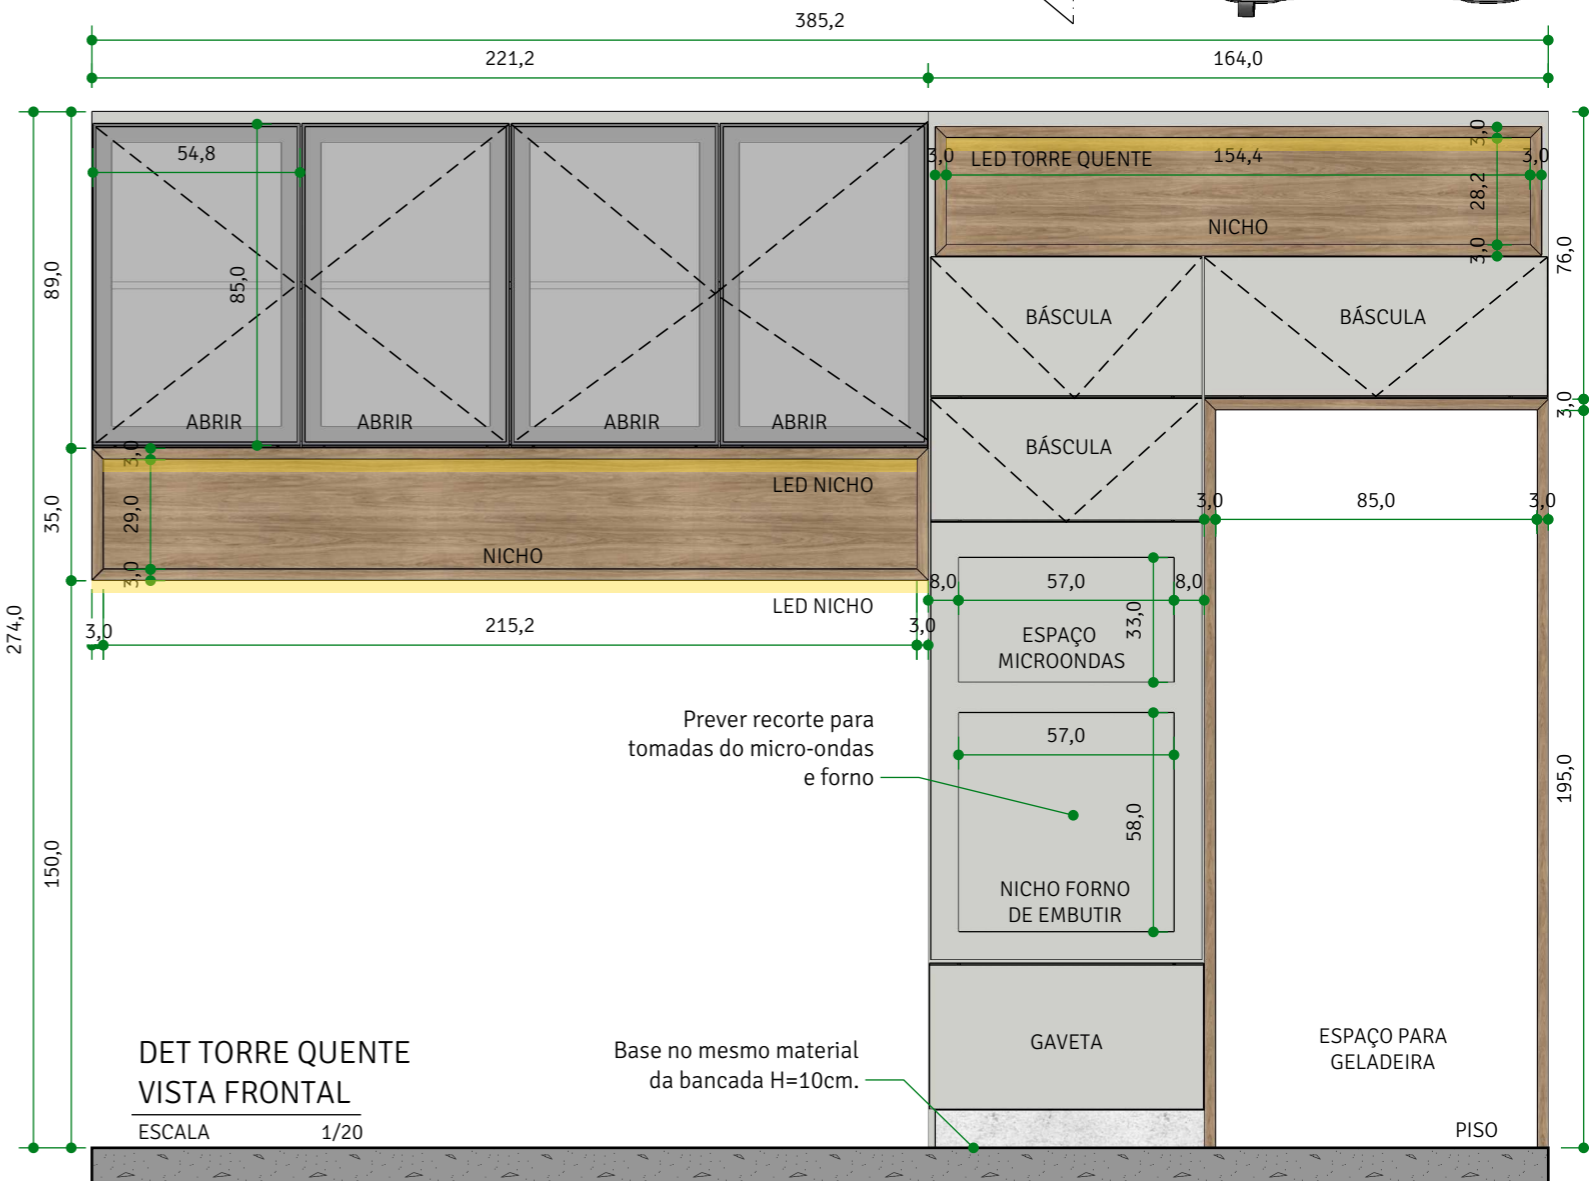 385,2
221,2
164,0
54,8
3,0
LED TORRE QUENTE
154,4
3,0
3,0
28,2
3,0
NICHO
76,0
89,0
85,0
BÁSCULA
BÁSCULA
ABRIR
ABRIR
ABRIR
ABRIR
3,0
BÁSCULA
3,0
LED NICHO
35,0
29,0
3,0
85,0
3,0
NICHO
3,0
8,0
57,0
8,0
33,0
LED NICHO
274,0
3,0
215,2
3,0
ESPAÇO
MICROONDAS
Prever recorte para
tomadas do micro-ondas
e forno
57,0
58,0
195,0
150,0
NICHO FORNO
DE EMBUTIR
DET TORRE QUENTE
VISTA FRONTAL
ESCALA 1/20
Base no mesmo material
da bancada H=10cm.
GAVETA
ESPAÇO PARA
GELADEIRA
PISO